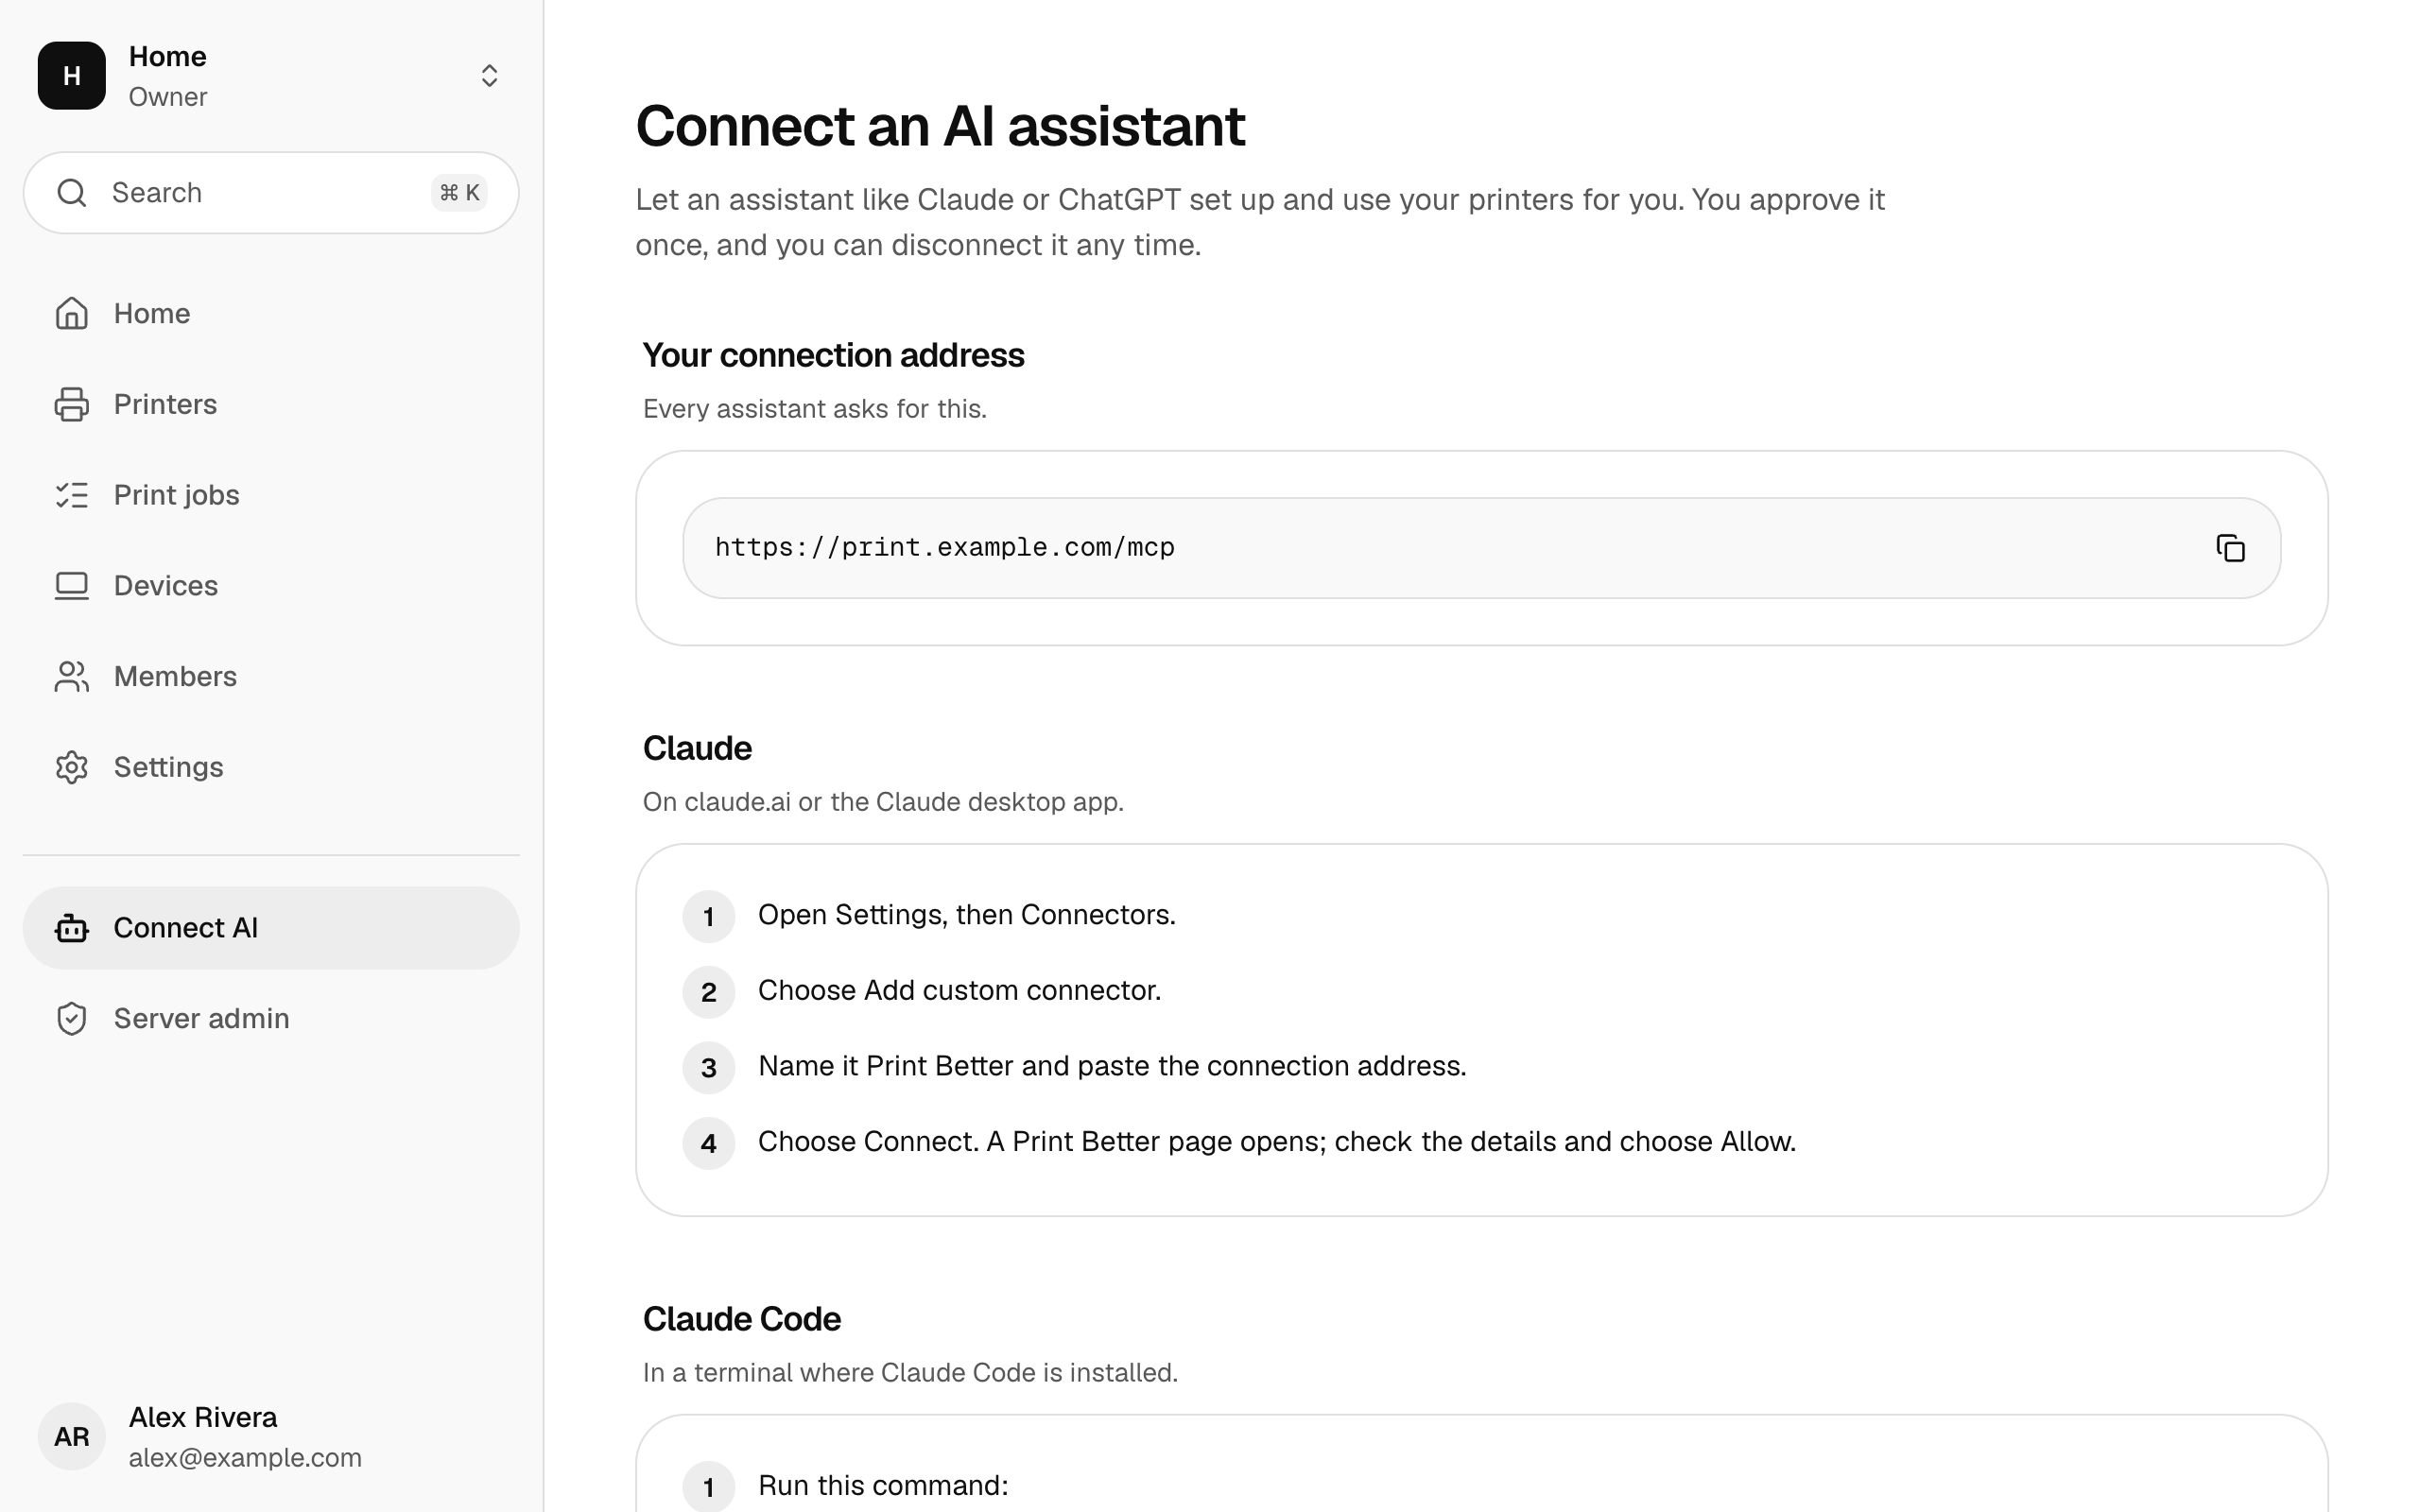 H
Home
Owner
Search
⌘ K
Home
Printers
Print jobs
Devices
Members
Settings
Connect AI
Server admin
AR
Alex Rivera
alex@example.com
Connect an AI assistant
Let an assistant like Claude or ChatGPT set up and use your printers for you. You approve it
once, and you can disconnect it any time.
Your connection address
Every assistant asks for this.
https://print.example.com/mcp
Claude
On claude.ai or the Claude desktop app.
1 Open Settings, then Connectors.
2 Choose Add custom connector.
3 Name it Print Better and paste the connection address.
4 Choose Connect. A Print Better page opens; check the details and choose Allow.
Claude Code
In a terminal where Claude Code is installed.
1 Run this command: